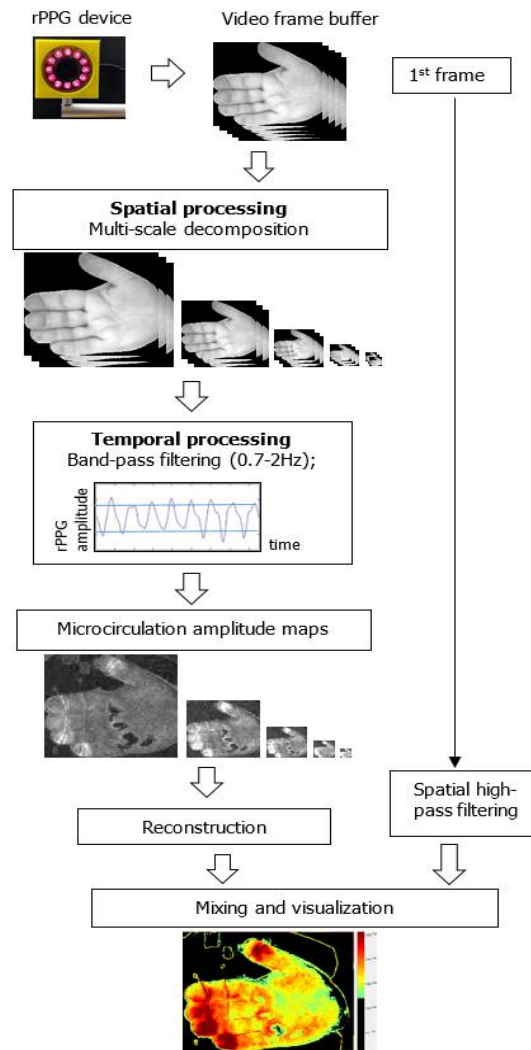 rPPG device
Video frame buffer
1st frame
Spatial processing
Multi-scale decomposition
Temporal processing
Band-pass filtering (0.7-2Hz);
rPPG
amplitude
time
Microcirculation amplitude maps
Spatial high-
pass filtering
Reconstruction
Mixing and visualization